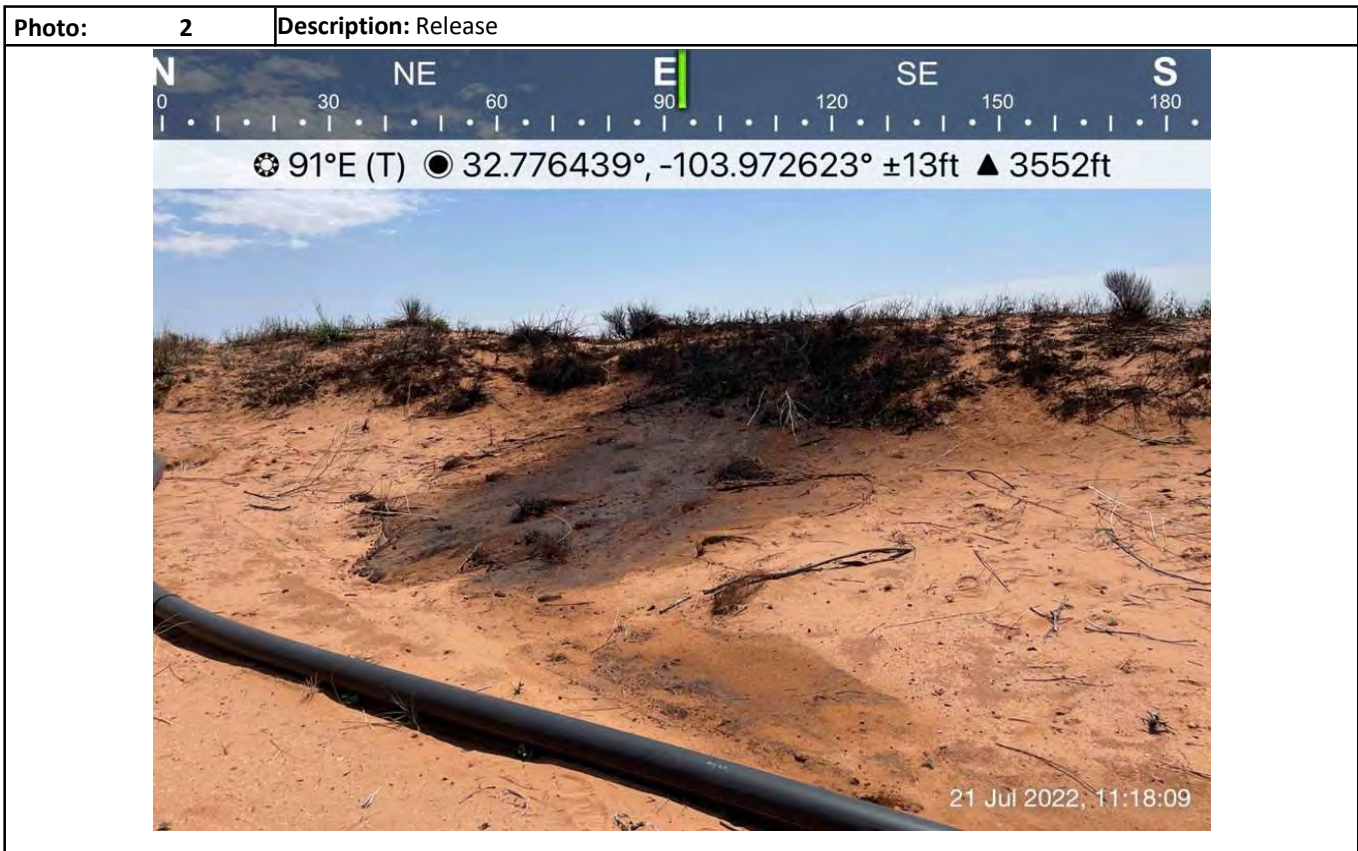 Photo: 2 Description: Release
N NE E SE S
0 30 60 90 120 150 180
91°E (T) 32.776439°, -103.972623° ±13ft ▲ 3552ft
21 Jul 2022, 11:18:09